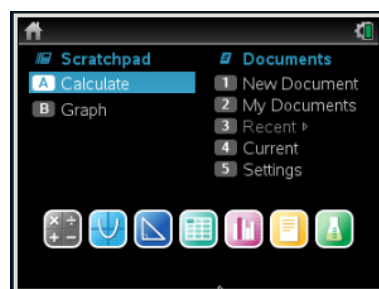 Scratchpad
A Calculate
B Graph
Documents
1 New Document
2 My Documents
3 Recent ▹
4 Current
5 Settings